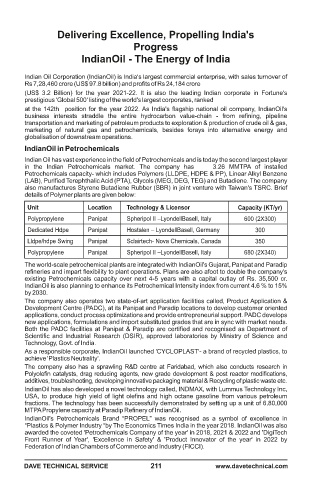 Delivering Excellence, Propelling India's
Progress
IndianOil - The Energy of India
Indian Oil Corporation (IndianOil) is India's largest commercial enterprise, with sales turnover of
Rs 7,28,460 crore (US$ 97.8 billion) and profits of Rs 24,184 crore
(US$ 3.2 Billion) for the year 2021-22. It is also the leading Indian corporate in Fortune's
prestigious 'Global 500' listing of the world's largest corporates, ranked
at the 142th position for the year 2022. As India's flagship national oil company, IndianOil's
business interests straddle the entire hydrocarbon value-chain - from refining, pipeline
transportation and marketing of petroleum products to exploration & production of crude oil & gas,
marketing of natural gas and petrochemicals, besides forays into alternative energy and
globalisation of downstream operations.
IndianOil in Petrochemicals
Indian Oil has vast experience in the field of Petrochemicals and is today the second largest player
in the Indian Petrochemicals market. The company has 3.26 MMTPA of installed
Petrochemicals capacity- which includes Polymers (LLDPE, HDPE & PP), Linear Alkyl Benzene
(LAB), Purified Terephthalic Acid (PTA), Glycols (MEG, DEG, TEG) and Butadiene. The company
also manufactures Styrene Butadiene Rubber (SBR) in joint venture with Taiwan's TSRC. Brief
details of Polymer plants are given below:
Unit Location Technology & Licensor Capacity (KT/yr)
Polypropylene Panipat Spheripol II –LyondellBasell, Italy 600 (2X300)
Dedicated Hdpe Panipat Hostalen – LyondellBasell, Germany 300
Lldpe/hdpe Swing Panipat Sclairtech- Nova Chemicals, Canada 350
Polypropylene Panipat Spheripol II –LyondellBasell, Italy 680 (2X340)
The world-scale petrochemical plants are integrated with IndianOil's Gujarat, Panipat and Paradip
refineries and impart flexibility to plant operations. Plans are also afoot to double the company's
existing Petrochemicals capacity over next 4-5 years with a capital outlay of Rs. 35,500 cr.
IndianOil is also planning to enhance its Petrochemical Intensity index from current 4.6 % to 15%
by 2030.
The company also operates two state-of-art application facilities called, Product Application &
Development Centre (PADC), at its Panipat and Paradip locations to develop customer oriented
applications, conduct process optimizations and provide entrepreneurial support. PADC develops
new applications, formulations and import substituted grades that are in sync with market needs.
Both the PADC facilities at Panipat & Paradip are certified and recognised as Department of
Scientific and Industrial Research (DSIR), approved laboratories by Ministry of Science and
Technology, Govt. of India.
As a responsible corporate, IndianOil launched 'CYCLOPLAST'- a brand of recycled plastics, to
achieve 'Plastics Neutrality'.
The company also has a sprawling R&D centre at Faridabad, which also conducts research in
Polyolefin catalysts, drag reducing agents, new grade development & post reactor modifications,
additives, troubleshooting, developing innovative packaging material & Recycling of plastic waste etc.
IndianOil has also developed a novel technology called, INDMAX, with Lummus Technology Inc,
USA, to produce high yield of light olefins and high octane gasoline from various petroleum
fractions. The technology has been successfully demonstrated by setting up a unit of 6,80,000
MTPA Propylene capacity at Paradip Refinery of IndianOil.
IndianOil's Petrochemicals Brand "PROPEL" was recognised as a symbol of excellence in
"Plastics & Polymer Industry "by The Economics Times India in the year 2018. IndianOil was also
awarded the coveted 'Petrochemicals Company of the year' in 2018, 2021 & 2022 and 'DigiTech
Front Runner of Year', 'Excellence in Safety' & 'Product Innovator of the year' in 2022 by
Federation of Indian Chambers of Commerce and Industry (FICCI).
DAVE TECHNICAL SERVICE 211 www.davetechnical.com